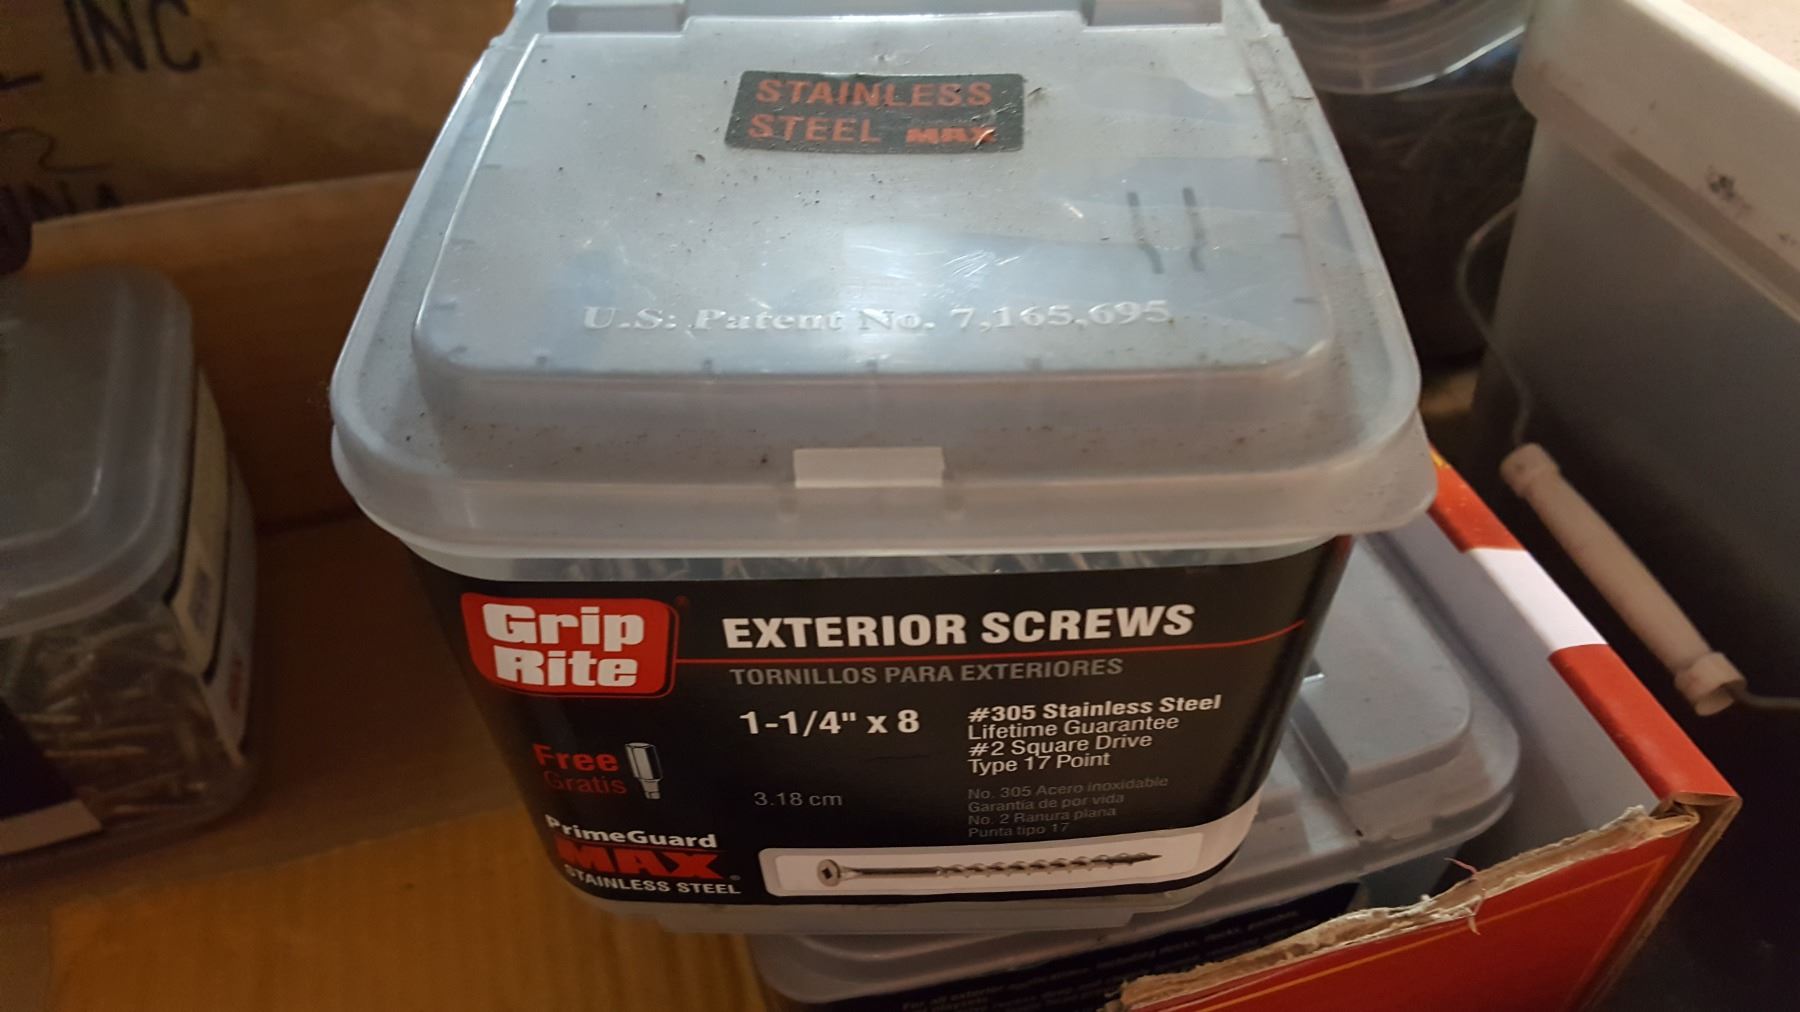 INC
STAINLESS
STEEL MAX
U.S. Patent No. 7,165,695
Grip
Rite®
EXTERIOR SCREWS
TORNILLOS PARA EXTERIORES
1-1/4" x 8
3.18 cm
#305 Stainless Steel
Lifetime Guarantee
#2 Square Drive
Type 17 Point
No. 305 Acero inoxidable
Garantía de por vida
No. 2 Ranura plana
Punta tipo 17
Free
Gratis
PrimeGuard
MAX®
STAINLESS STEEL